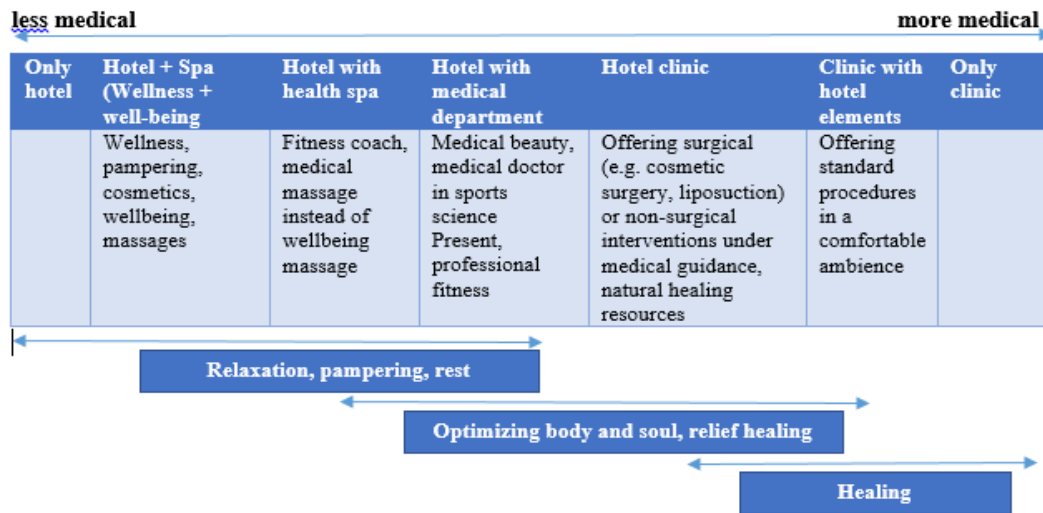 less medical
more medical
Only
hotel
Hotel + Spa
(Wellness +
well-being
Hotel with
health spa
Hotel with
medical
department
Hotel clinic
Clinic with
hotel
elements
Only
clinic
Wellness,
pampering,
cosmetics,
wellbeing,
massages
Fitness coach,
medical
massage
instead of
wellbeing
massage
Medical beauty,
medical doctor
in sports
science
Present,
professional
fitness
Offering surgical
(e.g. cosmetic
surgery, liposuction)
or non-surgical
interventions under
medical guidance,
natural healing
resources
Offering
standard
procedures
in a
comfortable
ambience
Relaxation, pampering, rest
Optimizing body and soul, relief healing
Healing